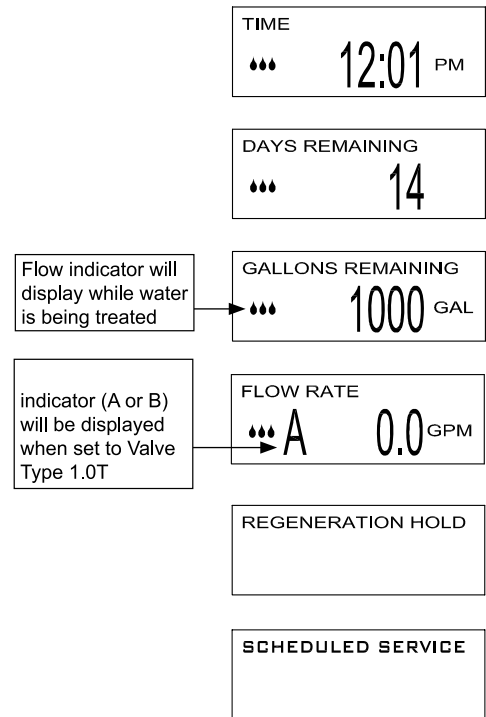 TIME
12:01 PM
DAYS REMAINING
14
Flow indicator will
display while water
is being treated
GALLONS REMAINING
1000 GAL
indicator (A or B)
will be displayed
when set to Valve
Type 1.0T
FLOW RATE
A 0.0 GPM
REGENERATION HOLD
SCHEDULED SERVICE